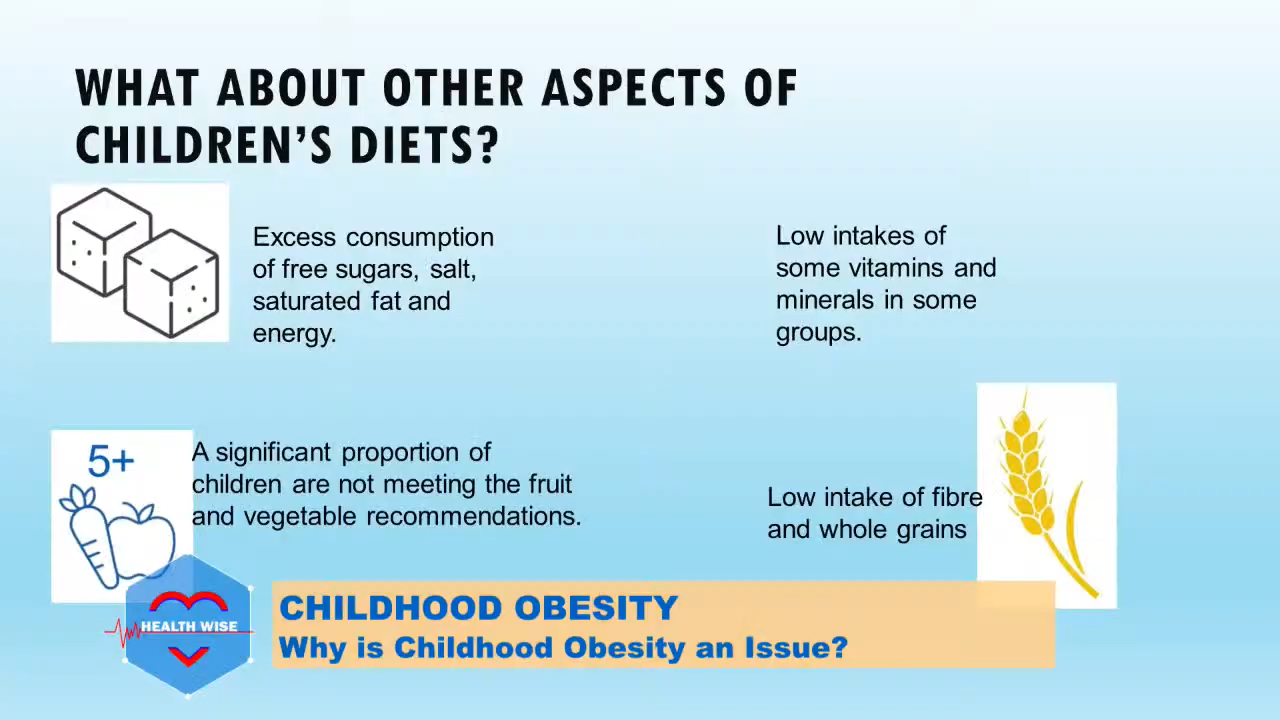 WHAT ABOUT OTHER ASPECTS OF
CHILDREN'S DIETS?
Excess consumption
of free sugars, salt,
saturated fat and
energy.
Low intakes of
some vitamins and
minerals in some
groups.
5+
A significant proportion of
children are not meeting the fruit
and vegetable recommendations.
Low intake of fibre
and whole grains
HEALTH WISE
CHILDHOOD OBESITY
Why is Childhood Obesity an Issue?